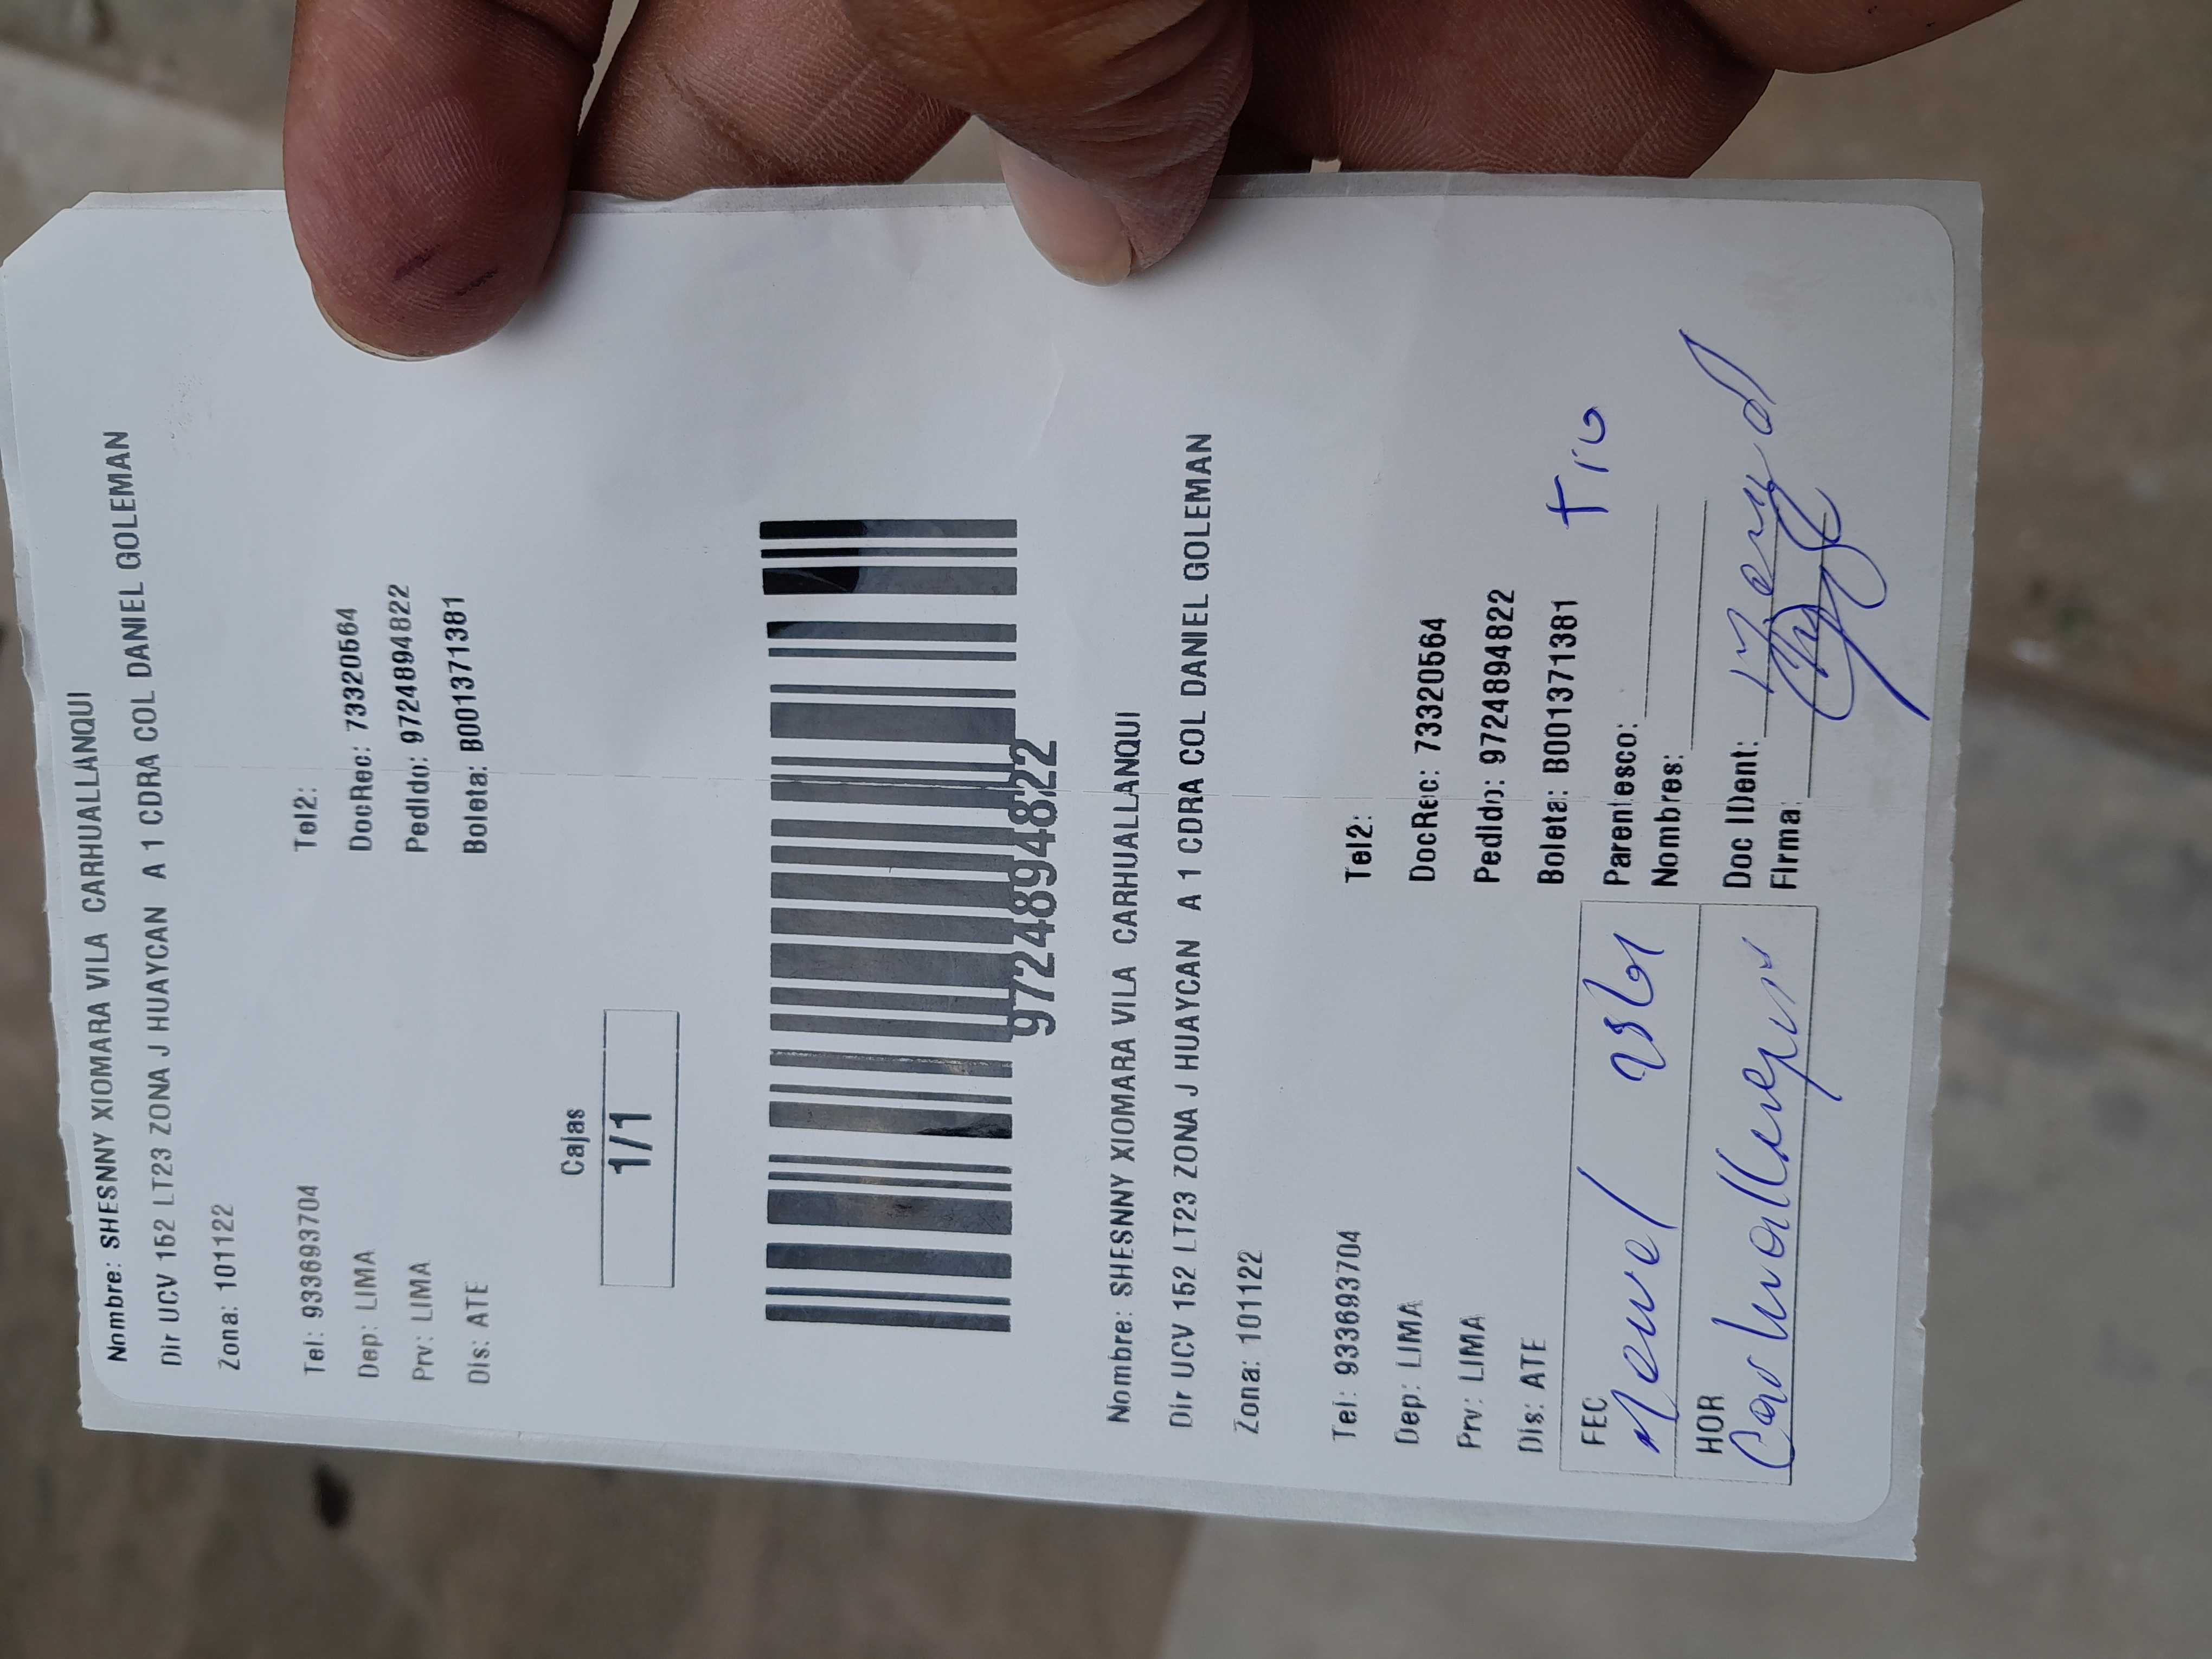 Nombre: SHESNNY XIOMARA VILA CARHUALLANQUI
Dir UCV 152 LT23 ZONA J HUAYCAN A 1 CDRA COL DANIEL GOLEMAN
Zona: 101122
Tel: 933693704 Tel2:
Dep: LIMA DocRec: 73320564
Prv: LIMA Pedido: 9724894822
Dis: ATE Boleta: B001371381
Cajas
1/1
9724894822
Nombre: SHESNNY XIOMARA VILA CARHUALLANQUI
Dir UCV 152 LT23 ZONA J HUAYCAN A 1 CDRA COL DANIEL GOLEMAN
Zona: 101122
Tel: 933693704 Tel2:
Dep: LIMA DocRec: 73320564
Prv: LIMA Pedido: 9724894822
Dis: ATE Boleta: B001371381
FEC Parentesco: Tio
Nombres:
HOR Doc IDent:
Firma: